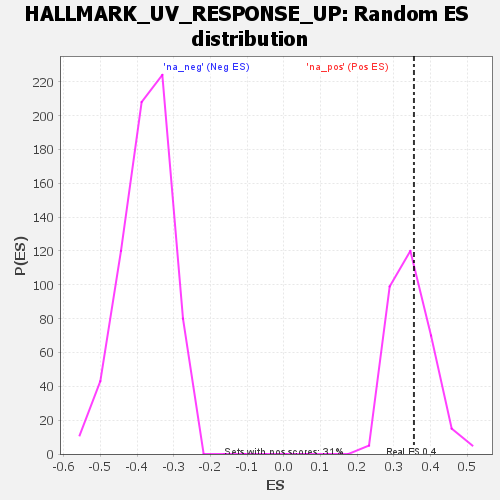 HALLMARK_UV_RESPONSE_UP: Random ES
distribution
'na_neg' (Neg ES)
'na_pos' (Pos ES)
P(ES)
220
200
180
160
140
120
100
80
60
40
20
0
Sets with pos scores: 31%
Real ES 0.4
-0.6 -0.5 -0.4 -0.3 -0.2 -0.1 0.0 0.1 0.2 0.3 0.4 0.5
ES